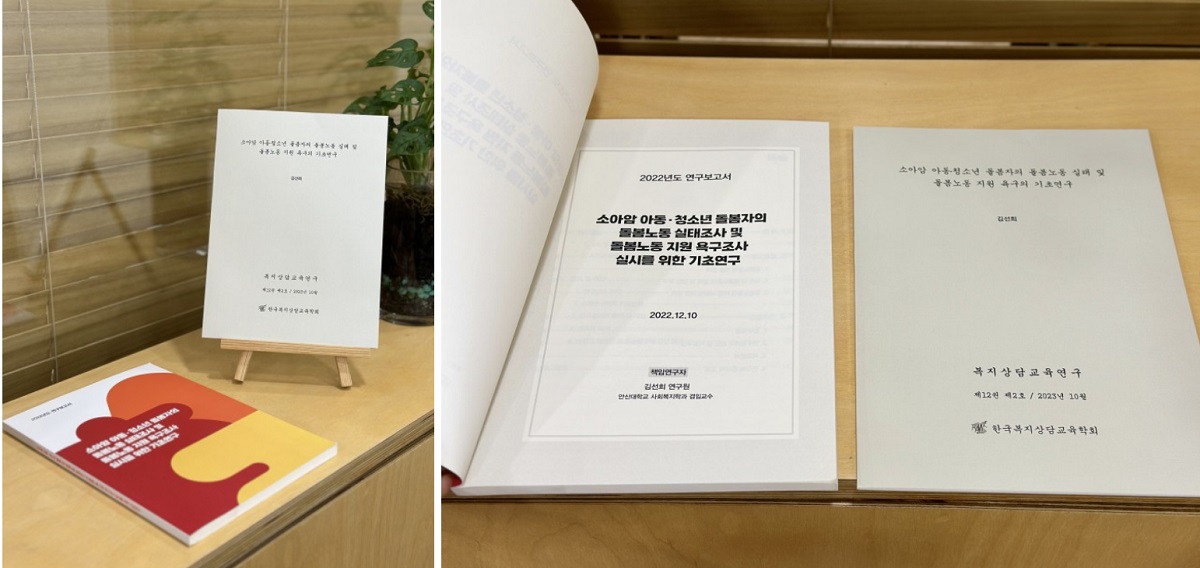 소아암 아동청소년 돌봄자의 돌봄노동 실태 및
돌봄노동 지원 욕구의 기초연구
김선희
복지상담교육연구
제12권 제2호 / 2023년 10월
한국복지상담교육학회
소아암 아동·청소년 돌봄자의
돌봄노동 실태조사 및
돌봄노동 지원 욕구조사
실시를 위한 기초연구
2022년도 연구보고서
소아암 아동·청소년 돌봄자의
돌봄노동 실태조사 및
돌봄노동 지원 욕구조사
실시를 위한 기초연구
2022.12.10
책임연구자
김선희 연구원
안산대학교 사회복지학과 겸임교수
소아암 아동청소년 돌봄자의 돌봄노동 실태 및
돌봄노동 지원 욕구의 기초연구
김선희
복지상담교육연구
제12권 제2호 / 2023년 10월
한국복지상담교육학회